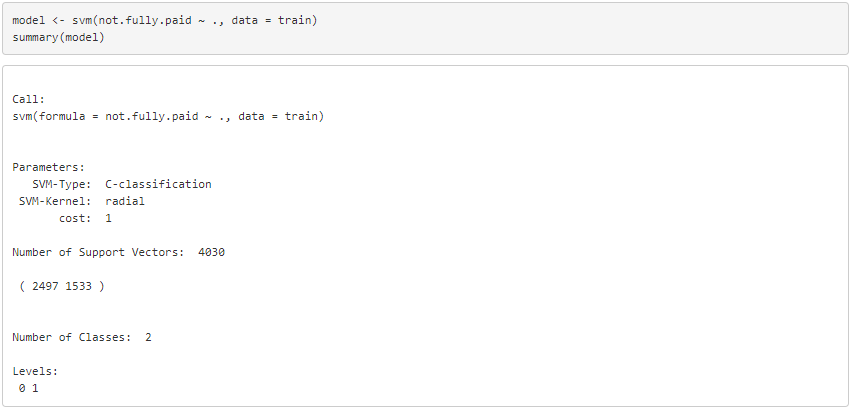 model <- svm(not.fully.paid ~ ., data = train)
summary(model)
Call:
svm(formula = not.fully.paid ~ ., data = train)
Parameters:
   SVM-Type:  C-classification
 SVM-Kernel:  radial
       cost:  1
Number of Support Vectors:  4030
 ( 2497 1533 )
Number of Classes:  2
Levels:
 0 1